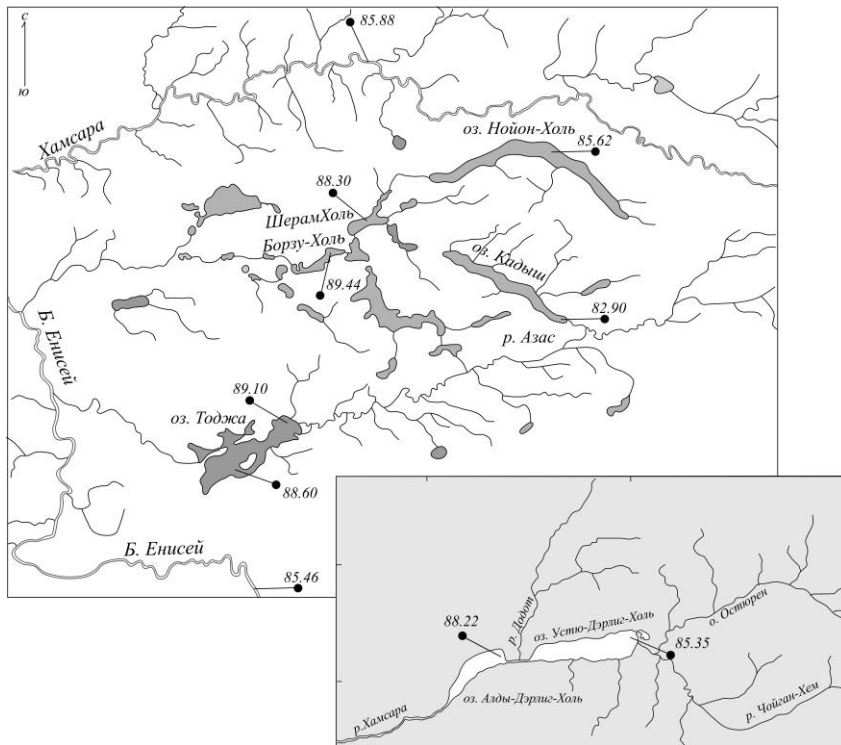 с
ю
85.88
Хамсара
оз. Нойон-Холь
85.62
88.30
ШерамХоль
Борзу-Холь
оз. Кадыш
89.44
82.90
р. Азас
Б. Енисей
89.10
оз. Тоджа
88.60
Б. Енисей
85.46
р. Додот
88.22
оз. Устю-Дэрлиг-Холь
85.35
о. Остюрен
оз. Алды-Дэрлиг-Холь
р.Хамсара
р. Чойган-Хем